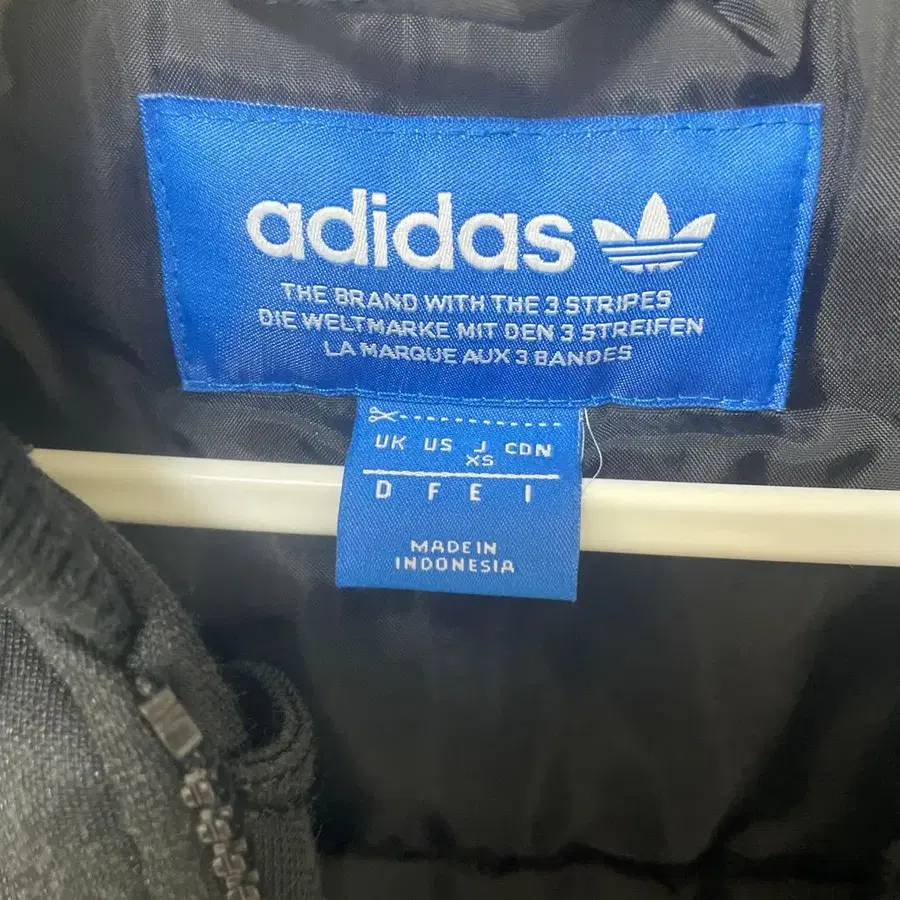 adidas
THE BRAND WITH THE 3 STRIPES
DIE WELTMARKE MIT DEN 3 STREIFEN
LA MARQUE AUX 3 BANDES
UK US J CDN
XS
D F E I
MADE IN
INDONESIA